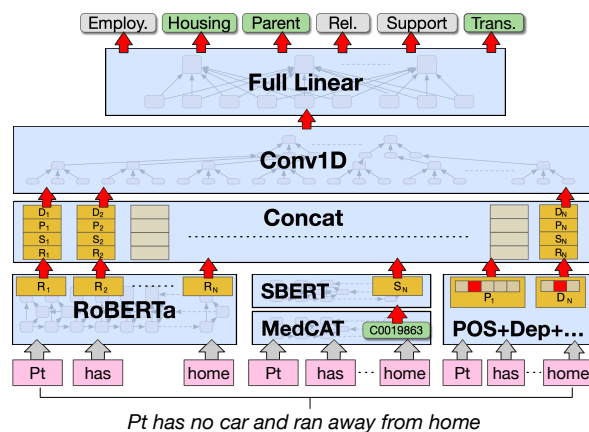 Employ. Housing Parent Rel. Support Trans.
Full Linear
Conv1D
Concat
D1 D2 DN
P1 P2 PN
S1 S2 SN
R1 R2 RN
R1 R2 RN SN P1 DN
RoBERTa SBERT
MedCAT C0019863 POS+Dep+...
Pt has home Pt has home Pt has home
Pt has no car and ran away from home